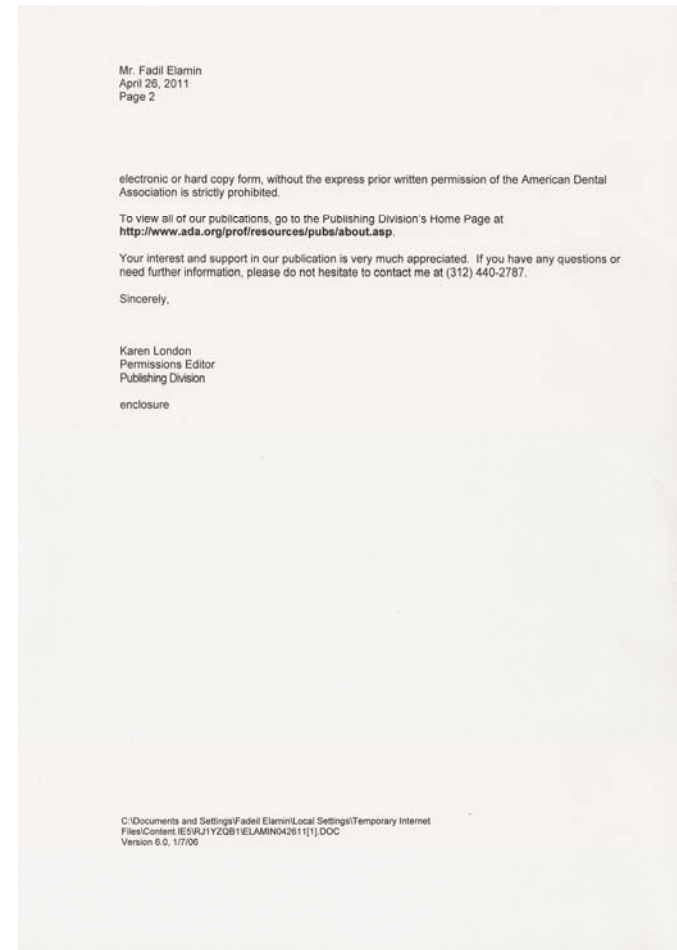 Mr. Fadil Elamin
April 26, 2011
Page 2
electronic or hard copy form, without the express prior written permission of the American Dental
Association is strictly prohibited.
To view all of our publications, go to the Publishing Division's Home Page at
http://www.ada.org/prof/resources/pubs/about.asp.
Your interest and support in our publication is very much appreciated.  If you have any questions or
need further information, please do not hesitate to contact me at (312) 440-2787.
Sincerely,
Karen London
Permissions Editor
Publishing Division
enclosure
C:\Documents and Settings\Fadeil Elamin\Local Settings\Temporary Internet
Files\Content.IE5\RJ1YZQB1\ELAMIN042611[1].DOC
Version 6.0, 1/7/06